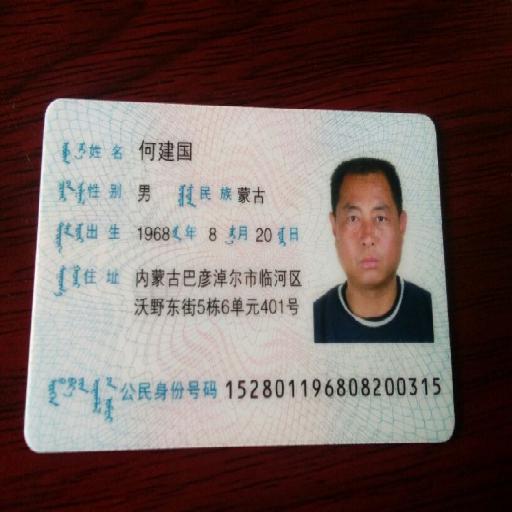 姓名 何建国
性别 男 民族 蒙古
出生 1968 年 8 月 20 日
住址 内蒙古巴彦淖尔市临河区
沃野东街5栋6单元401号
公民身份号码 152801196808200315